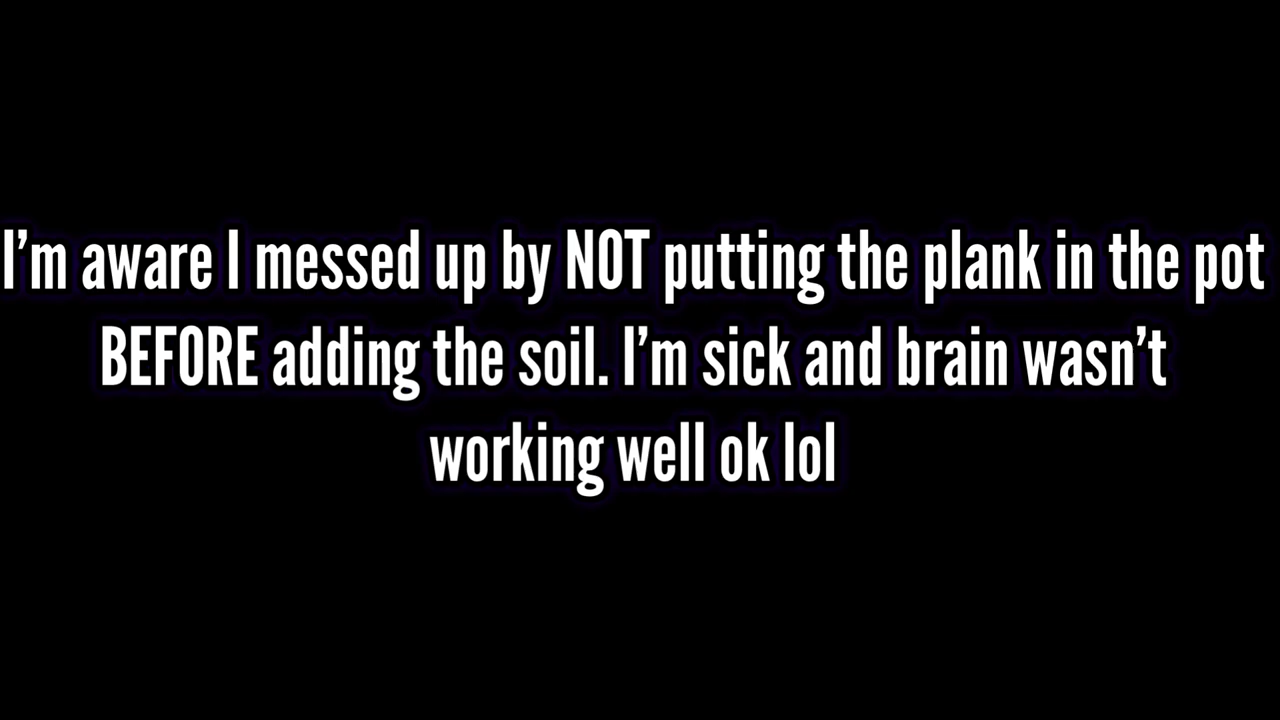 I’m aware I messed up by NOT putting the plank in the pot
BEFORE adding the soil. I’m sick and brain wasn’t
working well ok lol